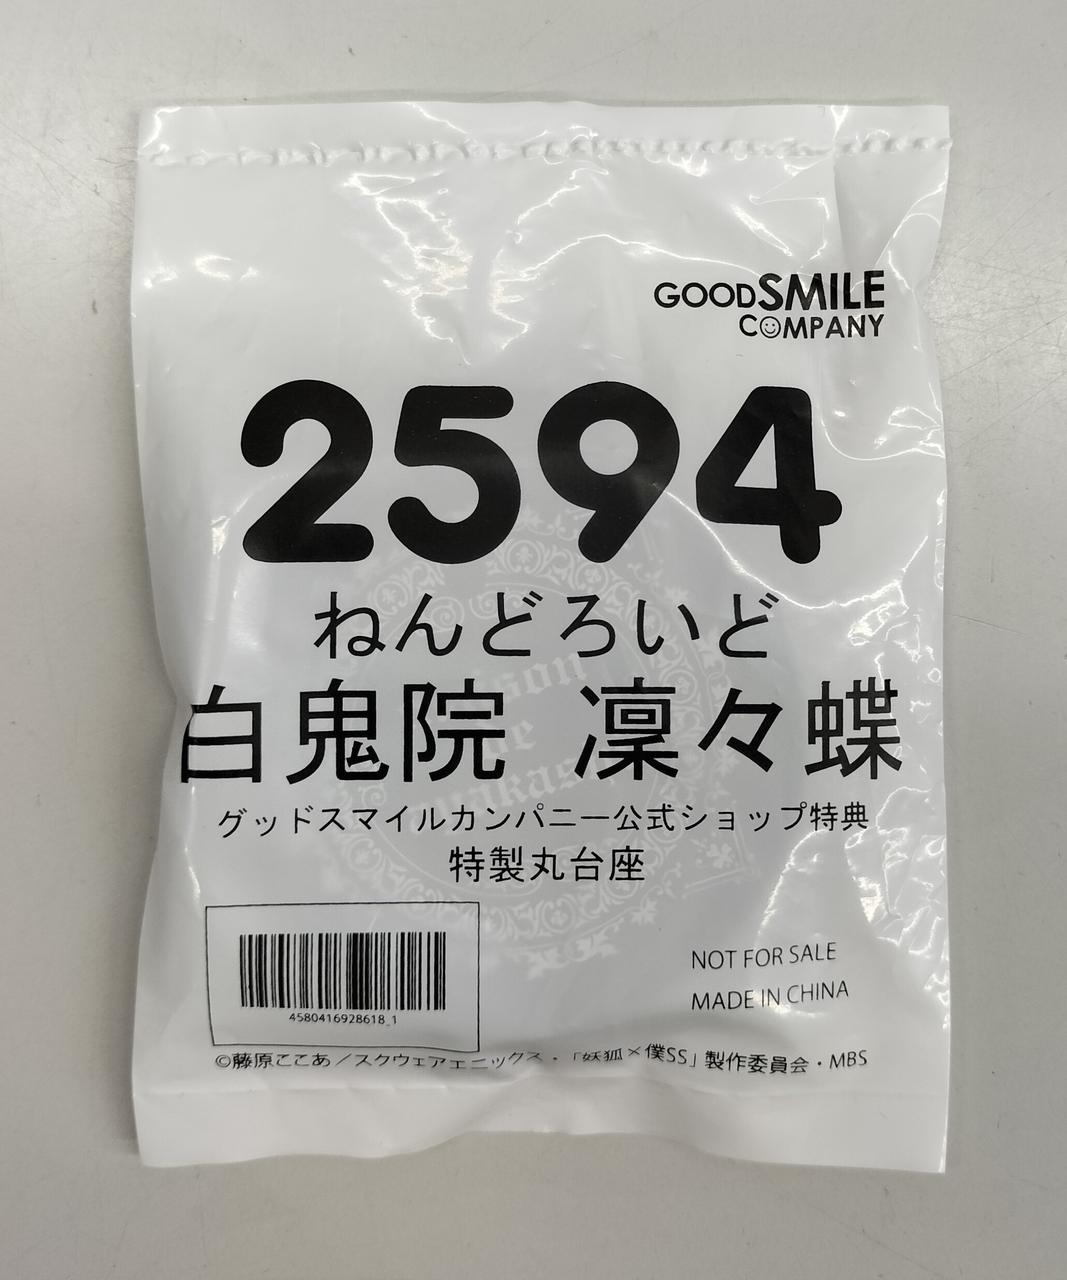 GOODSMILE
COMPANY
2594
ねんどろいど
白鬼院 凜々蝶
グッドスマイルカンパニー公式ショップ特典
特製丸台座
4580416928618_1
NOT FOR SALE
MADE IN CHINA
©藤原ここあ／スクウェアエニックス・「妖狐×僕SS」製作委員会・MBS